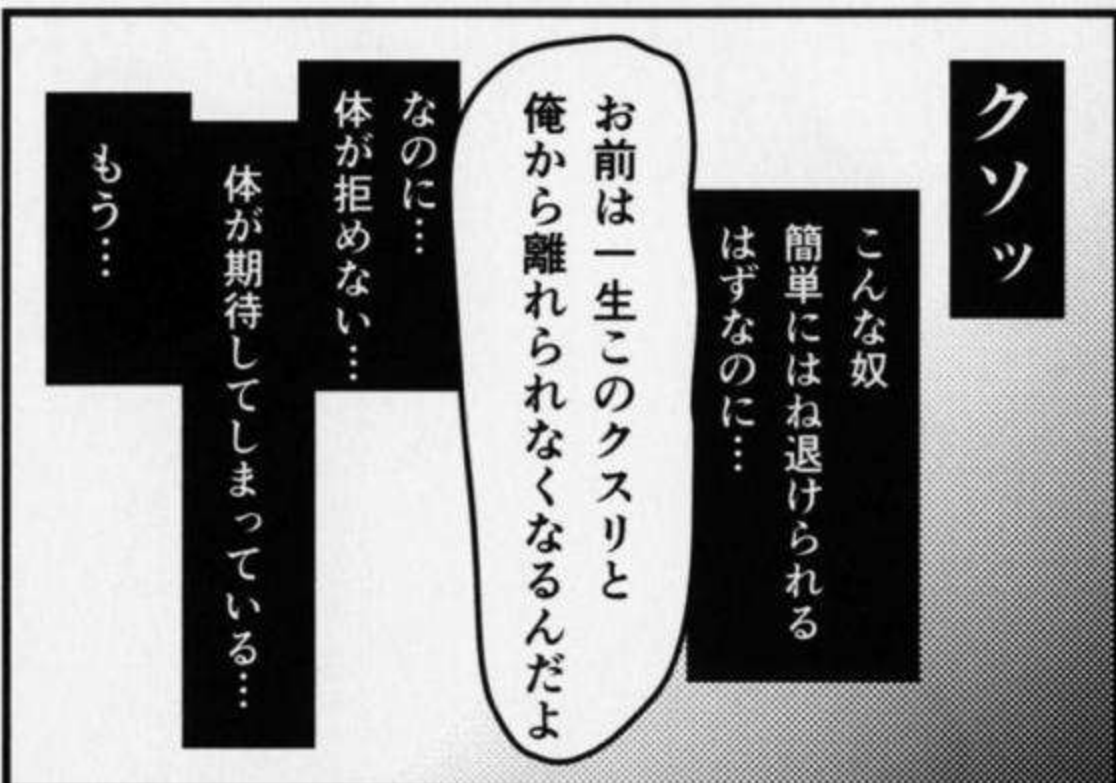 クソッ
こんな奴
簡単にはね退けられる
はずなのに…
お前は一生このクスリと
俺から離れられなくなるんだよ
なのに…
体が拒めない…
体が期待してしまっている…
もう…